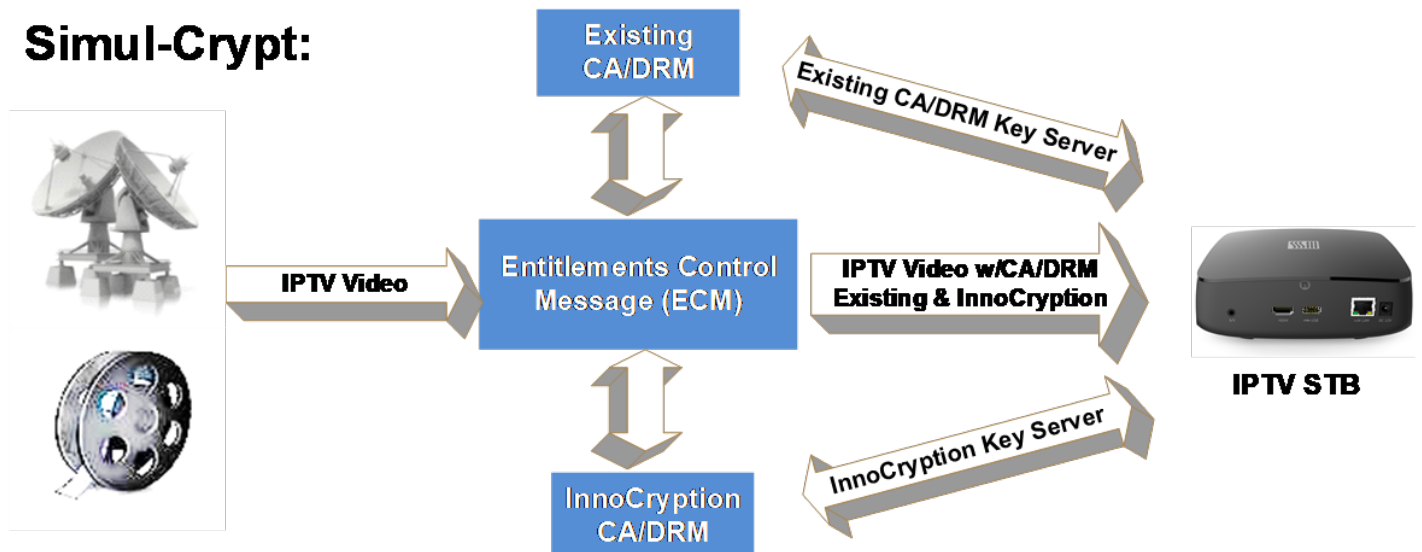 Simul-Crypt:
Existing
CA/DRM
Existing CA/DRM Key Server
IPTV Video
Entitlements Control
Message (ECM)
IPTV Video w/CA/DRM
Existing & InnoCryption
IPTV STB
InnoCryption Key Server
InnoCryption
CA/DRM